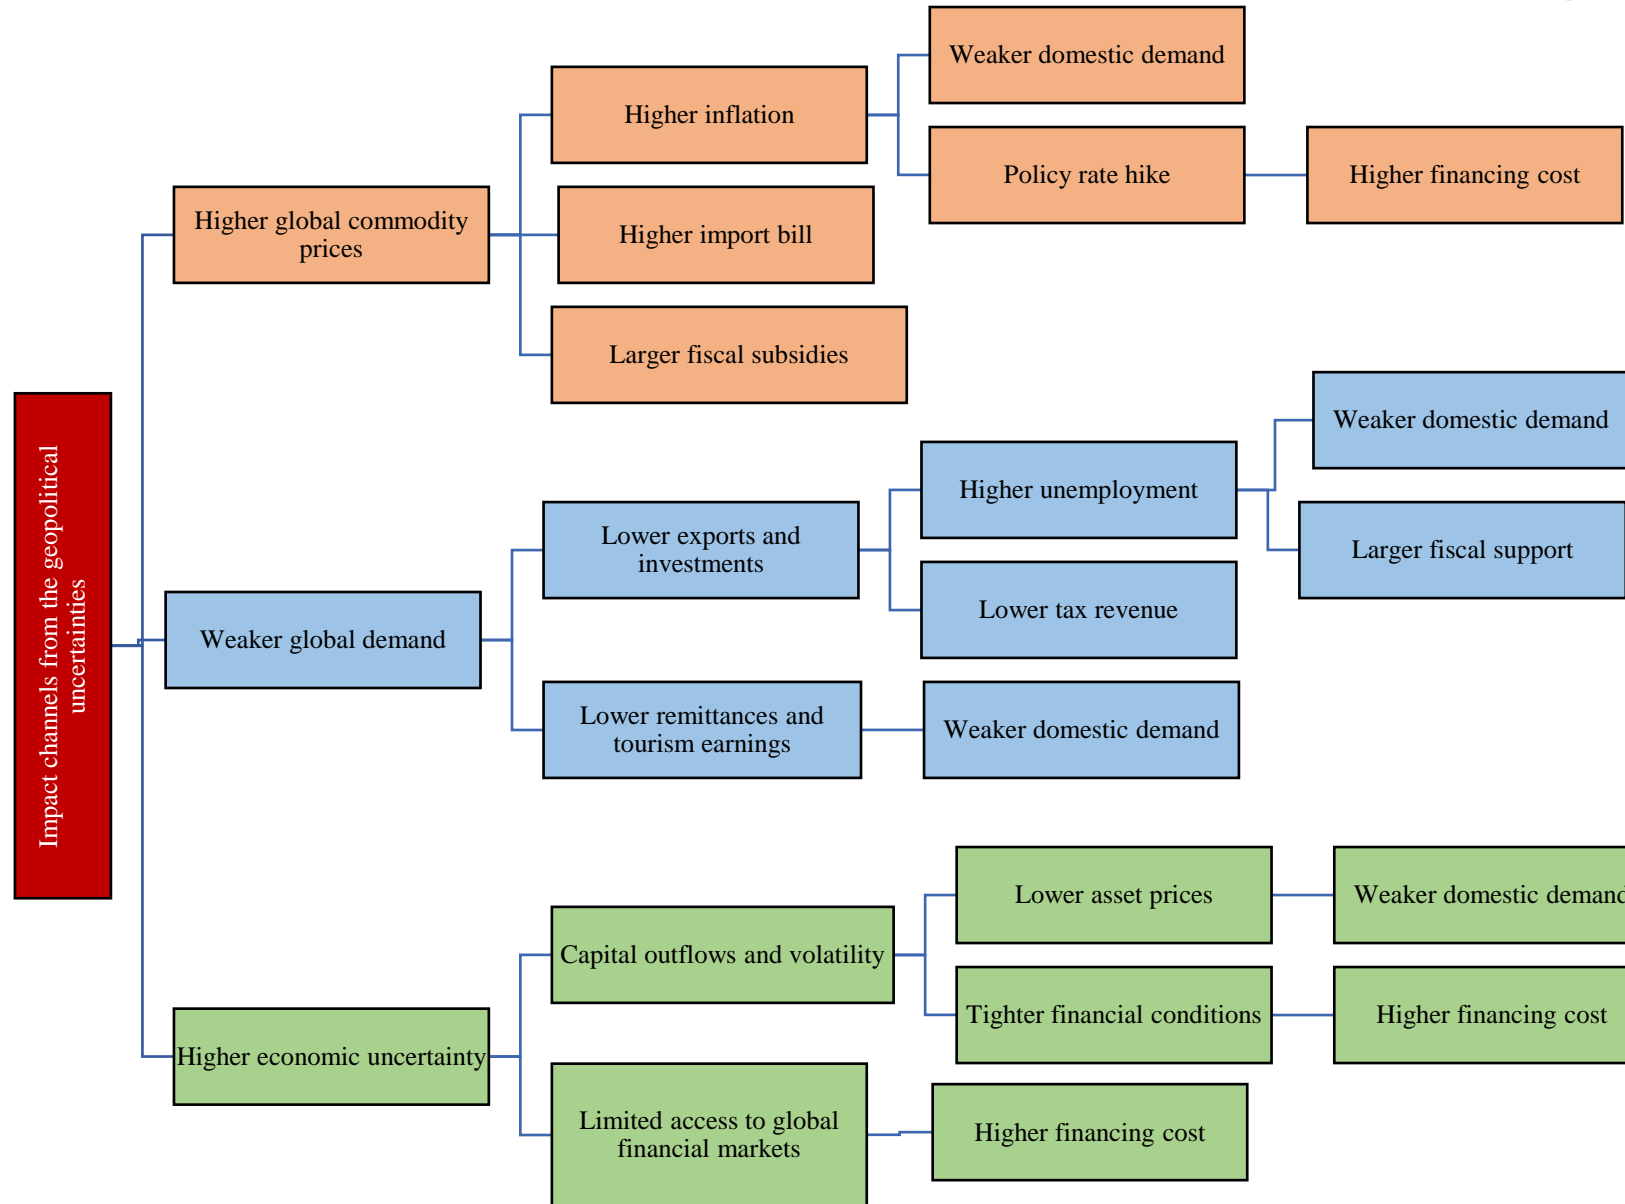 Impact channels from the geopolitical
uncertainties
Higher global commodity
prices
Higher inflation
Weaker domestic demand
Policy rate hike
Higher financing cost
Higher import bill
Larger fiscal subsidies
Weaker global demand
Lower exports and
investments
Higher unemployment
Weaker domestic demand
Larger fiscal support
Lower tax revenue
Lower remittances and
tourism earnings
Weaker domestic demand
Higher economic uncertainty
Capital outflows and volatility
Lower asset prices
Weaker domestic demand
Tighter financial conditions
Higher financing cost
Limited access to global
financial markets
Higher financing cost